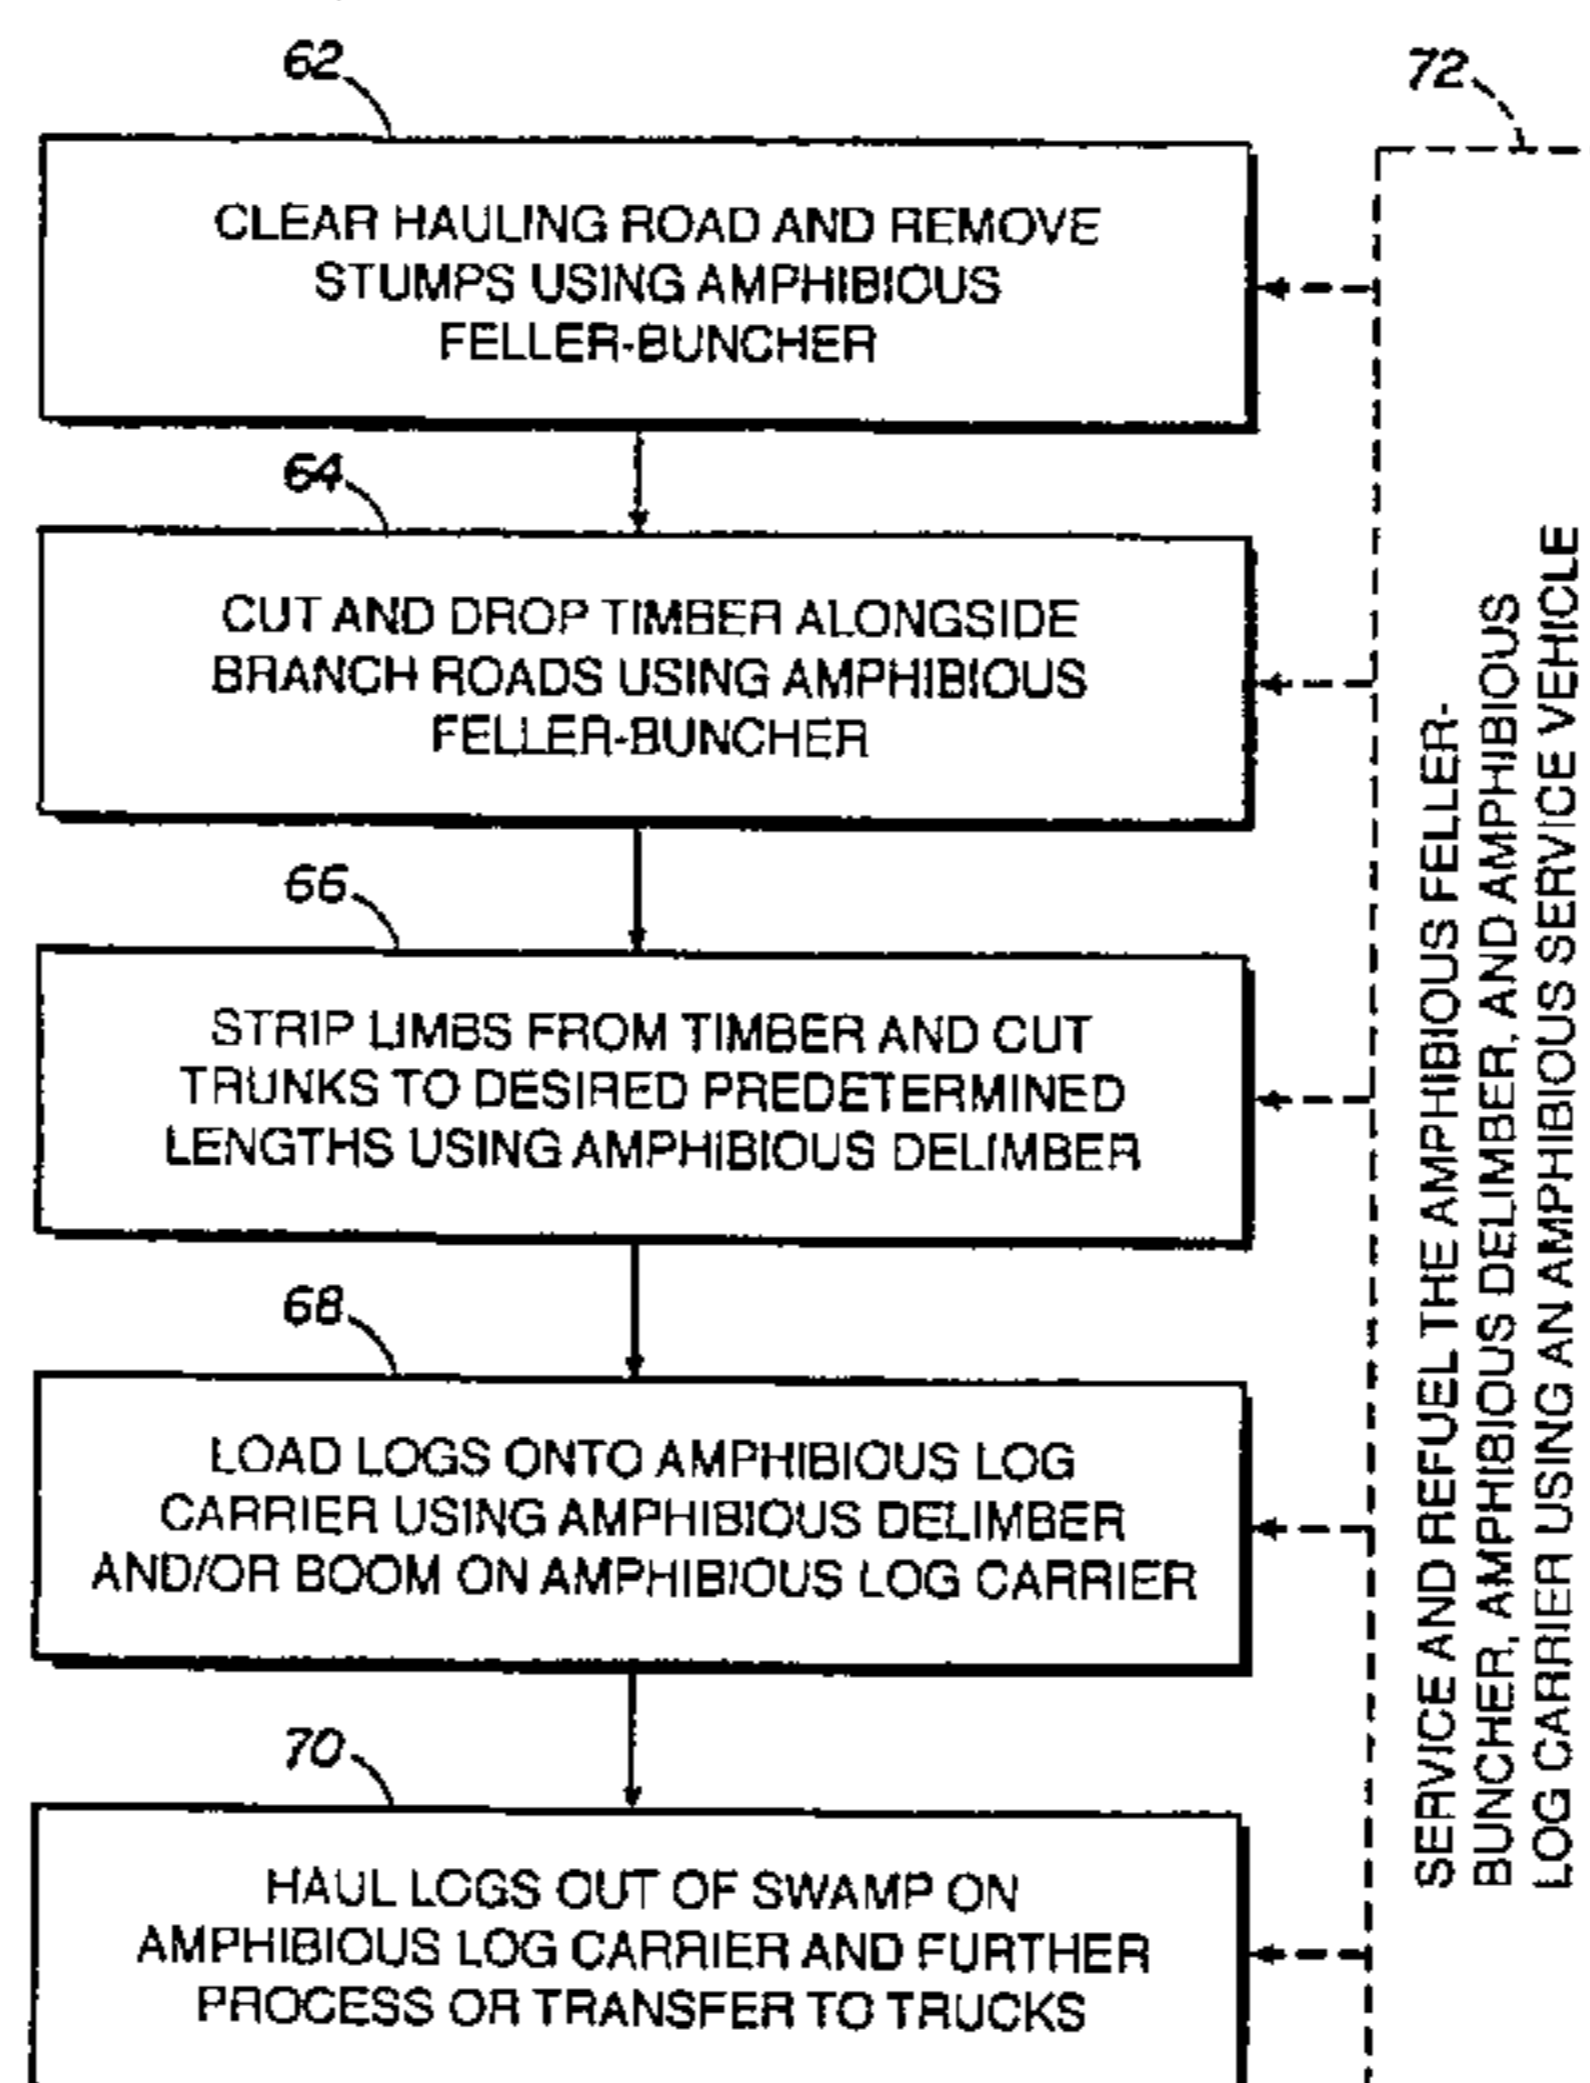 62
72
CLEAR HAULING ROAD AND REMOVE
STUMPS USING AMPHIBIOUS
FELLER-BUNCHER
64
CUT AND DROP TIMBER ALONGSIDE
BRANCH ROADS USING AMPHIBIOUS
FELLER-BUNCHER
66
STRIP LIMBS FROM TIMBER AND CUT
TRUNKS TO DESIRED PREDETERMINED
LENGTHS USING AMPHIBIOUS DELIMBER
68
LOAD LOGS ONTO AMPHIBIOUS LOG
CARRIER USING AMPHIBIOUS DELIMBER
AND/OR BOOM ON AMPHIBIOUS LOG CARRIER
70
HAUL LOGS OUT OF SWAMP ON
AMPHIBIOUS LOG CARRIER AND FURTHER
PROCESS OR TRANSFER TO TRUCKS
SERVICE AND REFUEL THE AMPHIBIOUS FELLER-
BUNCHER, AMPHIBIOUS DELIMBER, AND AMPHIBIOUS
LOG CARRIER USING AN AMPHIBIOUS SERVICE VEHICLE